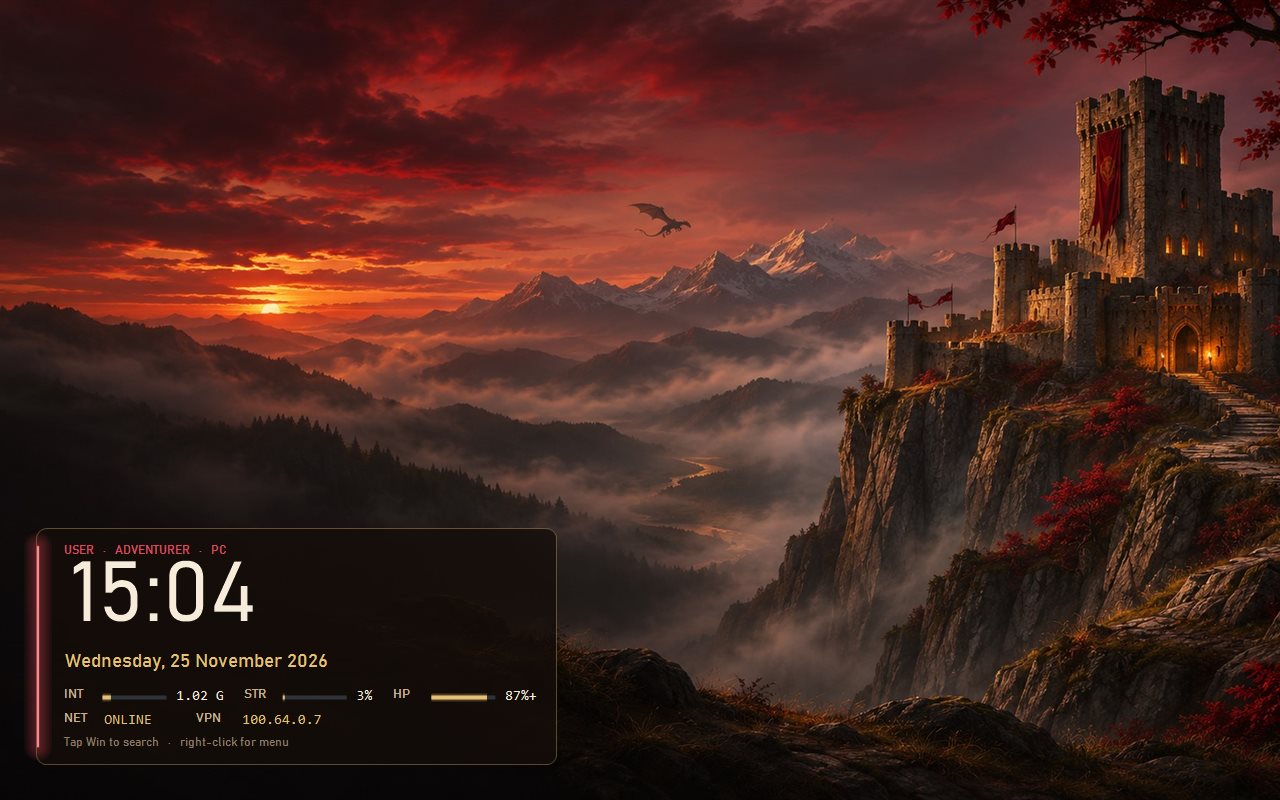 USER · ADVENTURER · PC
15:04
Wednesday, 25 November 2026
INT 1.02 G STR 3% HP 87%+
NET ONLINE VPN 100.64.0.7
Tap Win to search · right-click for menu